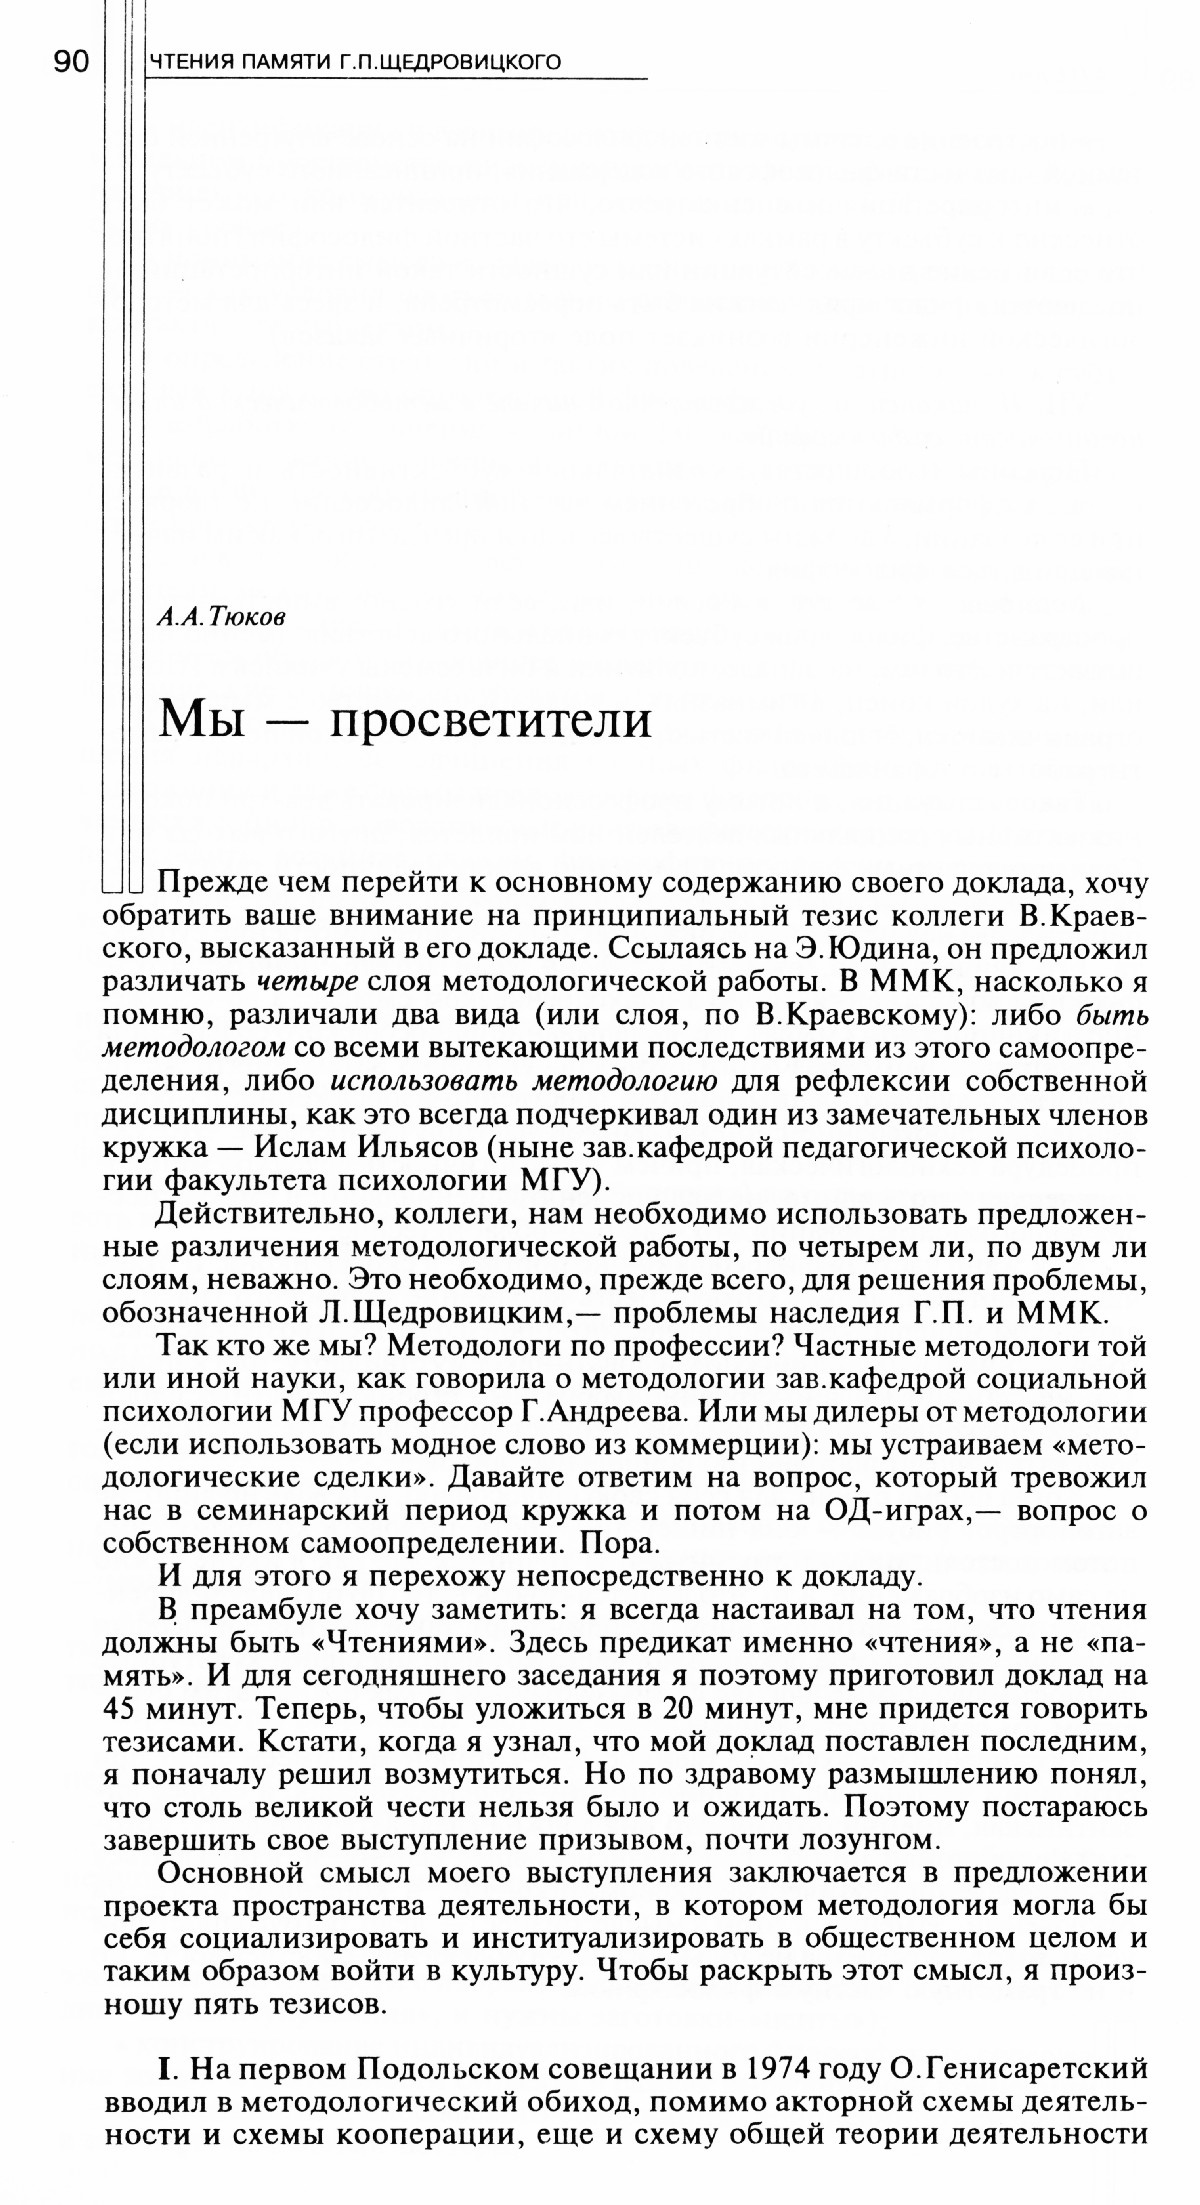 90
ЧТЕНИЯ ПАМЯТИ Г.П.ЩЕДРОВИЦКОГО
А.А.Тюков
Мы — просветители
Прежде чем перейти к основному содержанию своего доклада, хочу
обратить ваше внимание на принципиальный тезис коллеги В.Краев-
ского, высказанный в его докладе. Ссылаясь на Э.Юдина, он предложил
различать четыре слоя методологической работы. В ММК, насколько я
помню, различали два вида (или слоя, по В.Краевскому): либо быть
методологом со всеми вытекающими последствиями из этого самоопре-
деления, либо использовать методологию для рефлексии собственной
дисциплины, как это всегда подчеркивал один из замечательных членов
кружка — Ислам Ильясов (ныне зав.кафедрой педагогической психоло-
гии факультета психологии МГУ).
Действительно, коллеги, нам необходимо использовать предложен-
ные различения методологической работы, по четырем ли, по двум ли
слоям, неважно. Это необходимо, прежде всего, для решения проблемы,
обозначенной Л.Щедровицким,— проблемы наследия Г.П. и ММК.
Так кто же мы? Методологи по профессии? Частные методологи той
или иной науки, как говорила о методологии зав.кафедрой социальной
психологии МГУ профессор Г.Андреева. Или мы дилеры от методологии
(если использовать модное слово из коммерции): мы устраиваем «мето-
дологические сделки». Давайте ответим на вопрос, который тревожил
нас в семинарский период кружка и потом на ОД-играх,— вопрос о
собственном самоопределении. Пора.
И для этого я перехожу непосредственно к докладу.
В преамбуле хочу заметить: я всегда настаивал на том, что чтения
должны быть «Чтениями». Здесь предикат именно «чтения», а не «па-
мять». И для сегодняшнего заседания я поэтому приготовил доклад на
45 минут. Теперь, чтобы уложиться в 20 минут, мне придется говорить
тезисами. Кстати, когда я узнал, что мой доклад поставлен последним,
я поначалу решил возмутиться. Но по здравому размышлению понял,
что столь великой чести нельзя было и ожидать. Поэтому постараюсь
завершить свое выступление призывом, почти лозунгом.
Основной смысл моего выступления заключается в предложении
проекта пространства деятельности, в котором методология могла бы
себя социализировать и институализировать в общественном целом и
таким образом войти в культуру. Чтобы раскрыть этот смысл, я произ-
ношу пять тезисов.
I. На первом Подольском совещании в 1974 году О.Генисаретский
вводил в методологический обиход, помимо акторной схемы деятель-
ности и схемы кооперации, еще и схему общей теории деятельности